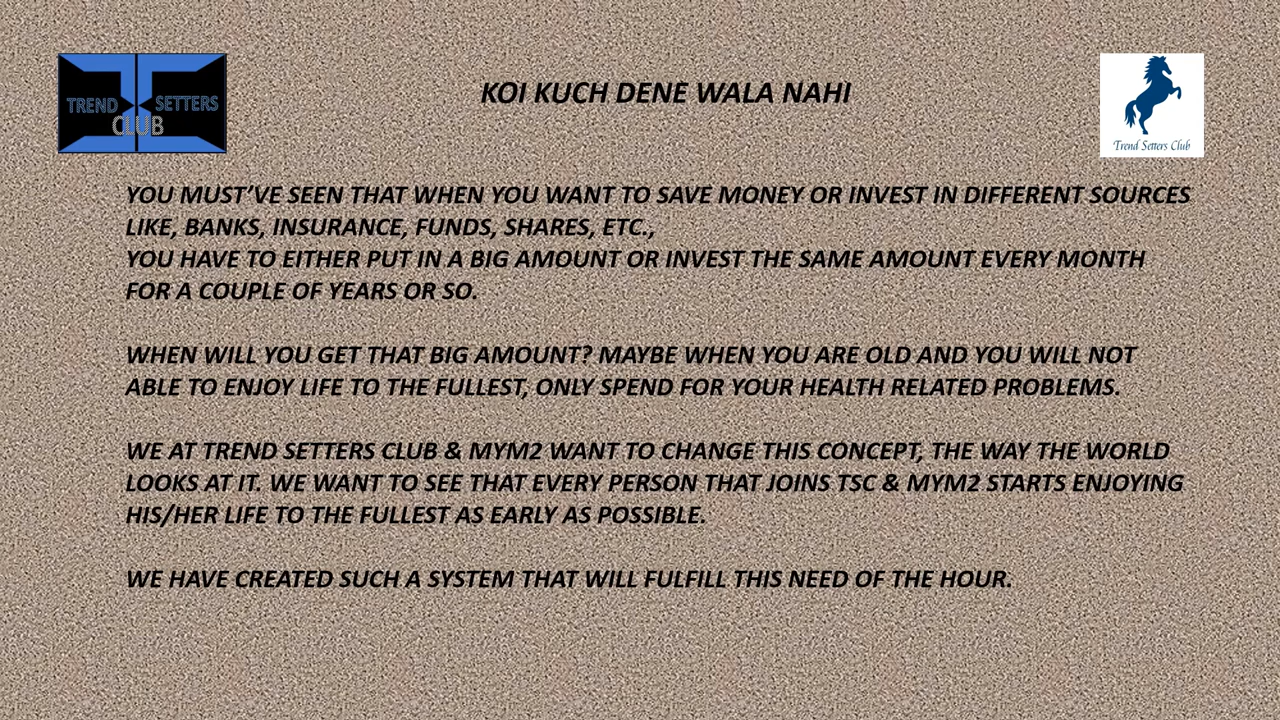 TREND SETTERS
CLUB
KOI KUCH DENE WALA NAHI
Trend Setters Club
YOU MUST'VE SEEN THAT WHEN YOU WANT TO SAVE MONEY OR INVEST IN DIFFERENT SOURCES
LIKE, BANKS, INSURANCE, FUNDS, SHARES, ETC.,
YOU HAVE TO EITHER PUT IN A BIG AMOUNT OR INVEST THE SAME AMOUNT EVERY MONTH
FOR A COUPLE OF YEARS OR SO.
WHEN WILL YOU GET THAT BIG AMOUNT? MAYBE WHEN YOU ARE OLD AND YOU WILL NOT
ABLE TO ENJOY LIFE TO THE FULLEST, ONLY SPEND FOR YOUR HEALTH RELATED PROBLEMS.
WE AT TREND SETTERS CLUB & MYM2 WANT TO CHANGE THIS CONCEPT, THE WAY THE WORLD
LOOKS AT IT. WE WANT TO SEE THAT EVERY PERSON THAT JOINS TSC & MYM2 STARTS ENJOYING
HIS/HER LIFE TO THE FULLEST AS EARLY AS POSSIBLE.
WE HAVE CREATED SUCH A SYSTEM THAT WILL FULFILL THIS NEED OF THE HOUR.